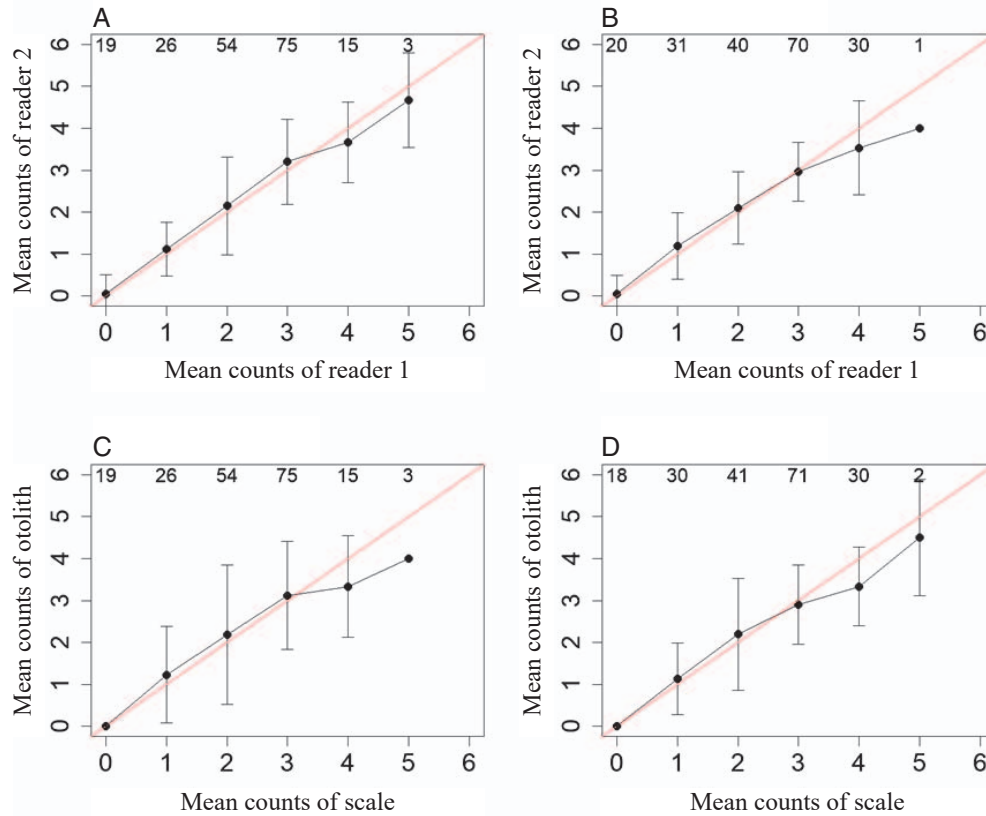 A
19 26 54 75 15 3
Mean counts of reader 2
6
5
4
3
2
1
0
0 1 2 3 4 5 6
Mean counts of reader 1
B
20 31 40 70 30 1
Mean counts of reader 2
6
5
4
3
2
1
0
0 1 2 3 4 5 6
Mean counts of reader 1
C
19 26 54 75 15 3
Mean counts of otolith
6
5
4
3
2
1
0
0 1 2 3 4 5 6
Mean counts of scale
D
18 30 41 71 30 2
Mean counts of otolith
6
5
4
3
2
1
0
0 1 2 3 4 5 6
Mean counts of scale